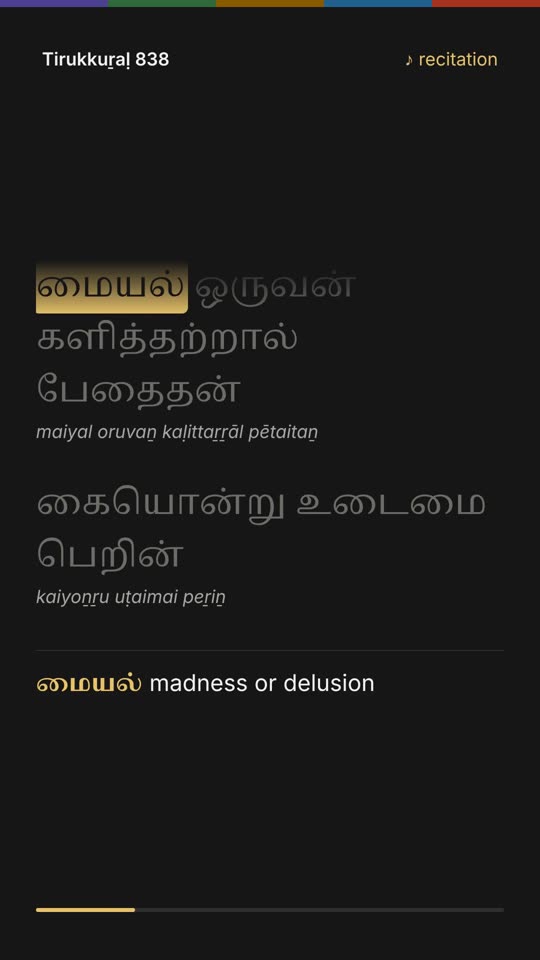 Tirukkuṟaḷ 838
♪ recitation
மையல் ஒருவன்
களித்தற்றால்
பேதைதன்
maiyal oruvaṉ kaḷittaṟṟāl pētaitaṉ
கையொன்று உடைமை
பெறின்
kaiyoṉṟu uṭaimai peṟiṉ
மையல் madness or delusion